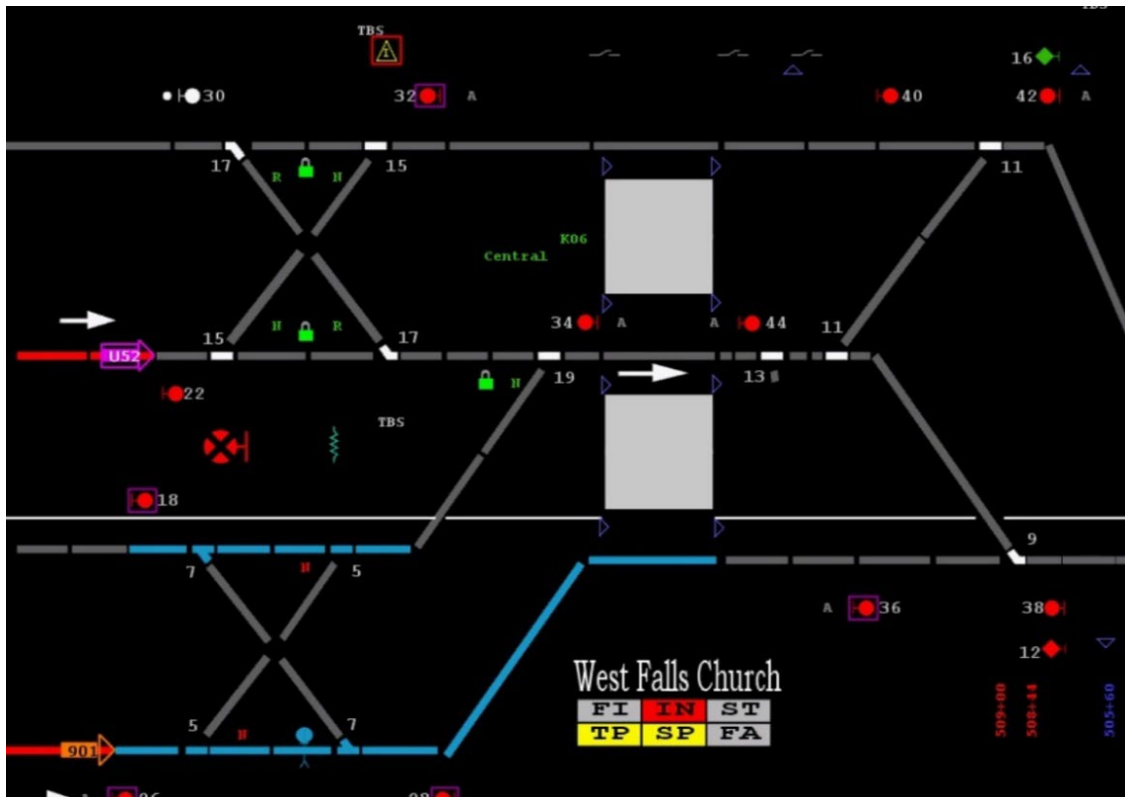 TBS
T
16
30
32 A
40
42 A
17
15
11
R N
K06
Central
34 A
A 44
11
N R
15
17
U52
19
13
N
22
TBS
18
9
7
N
5
A 36
38
12
West Falls Church
FI IN ST
TP SP FA
509+00
508+44
505+60
5
N
7
901